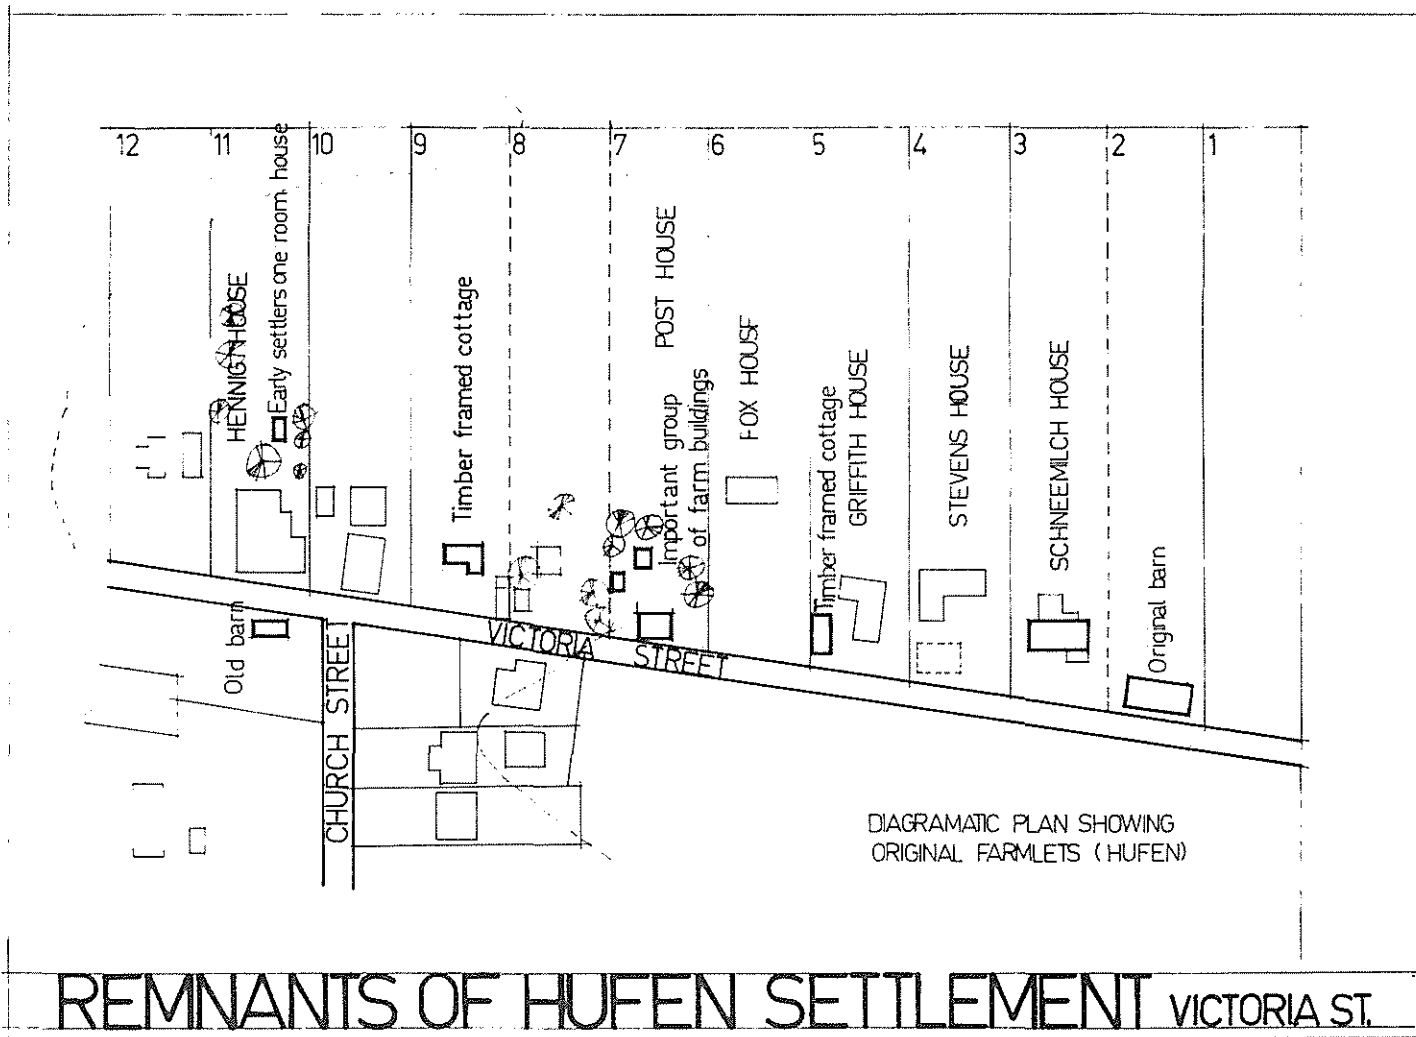 12 11 10 9 8 7 6 5 4 3 2 1
HENNIG HOUSE
Early settlers one room house
Timber framed cottage
POST HOUSE
Important group
of farm buildings
FOX HOUSE
Timber framed cottage
GRIFFITH HOUSE
STEVENS HOUSE
SCHNEEMILCH HOUSE
Original barn
Old barn
VICTORIA STREET
CHURCH STREET
DIAGRAMATIC PLAN SHOWING
ORIGINAL FARMLETS (HUFEN)
REMNANTS OF HUFEN SETTLEMENT VICTORIA ST.